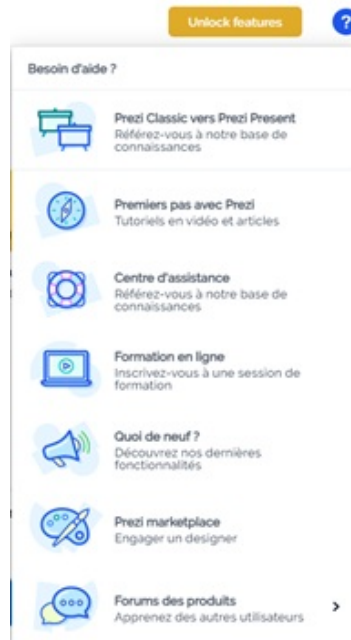 Unlock features
?
Besoin d'aide ?
Prezi Classic vers Prezi Present
Référez-vous à notre base de
connaissances
Premiers pas avec Prezi
Tutoriels en vidéo et articles
Centre d'assistance
Référez-vous à notre base de
connaissances
Formation en ligne
Inscrivez-vous à une session de
formation
Quoi de neuf ?
Découvrez nos dernières
fonctionnalités
Prezi marketplace
Engager un designer
Forums des produits
Apprenez des autres utilisateurs